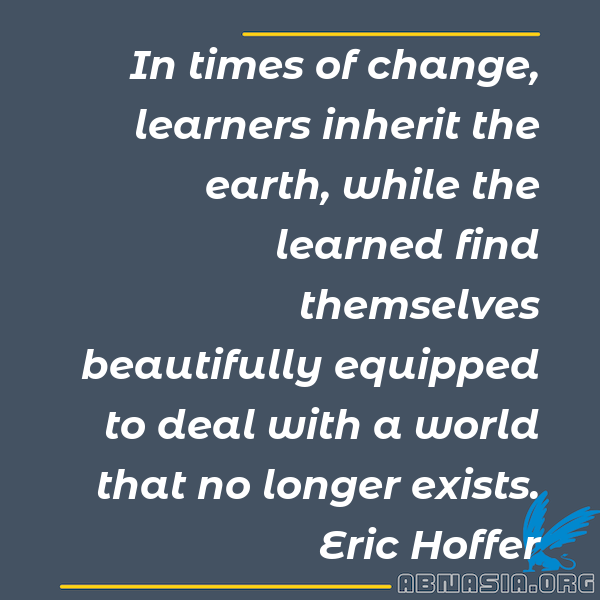 In times of change,
learners inherit the
earth, while the
learned find
themselves
beautifully equipped
to deal with a world
that no longer exists.
Eric Hoffer
ABNASIA.ORG